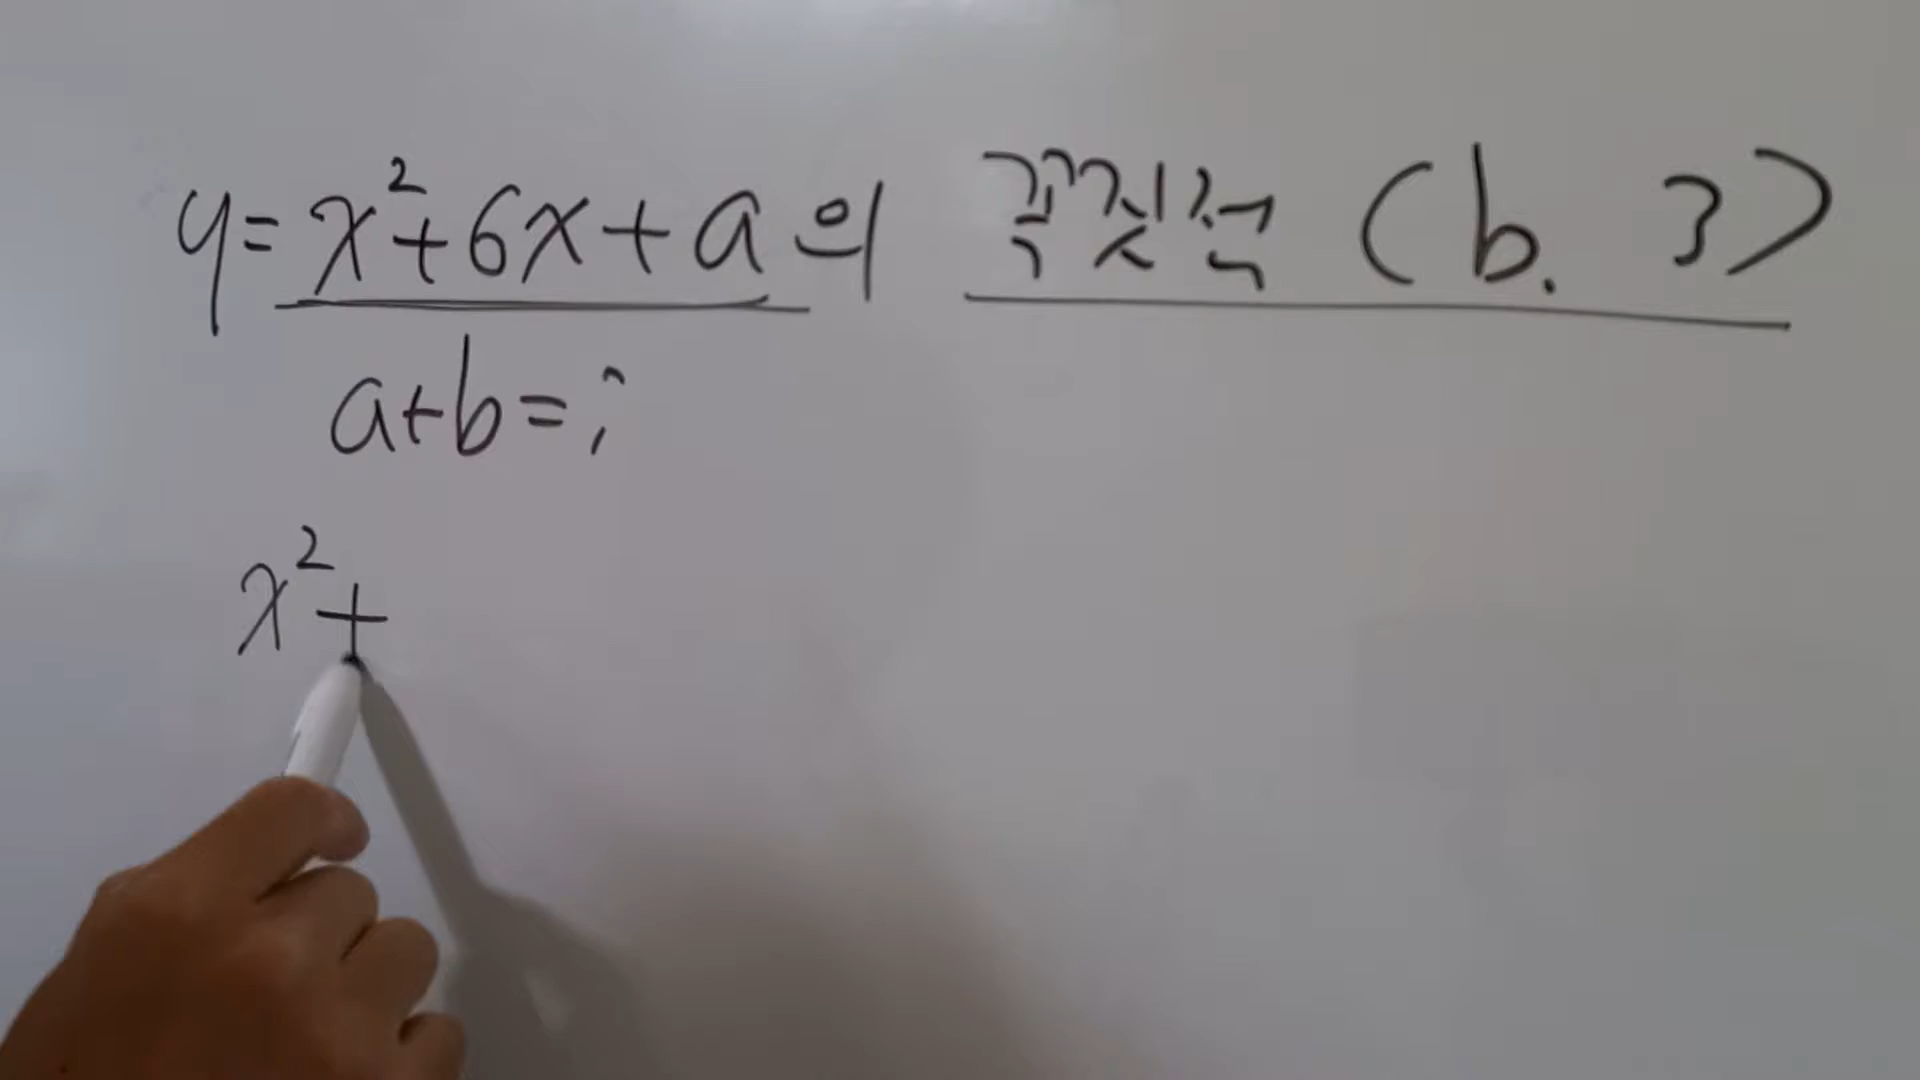 y=x²+6x+a의 꼭짓점 (b. 3)
a+b=?
x²+